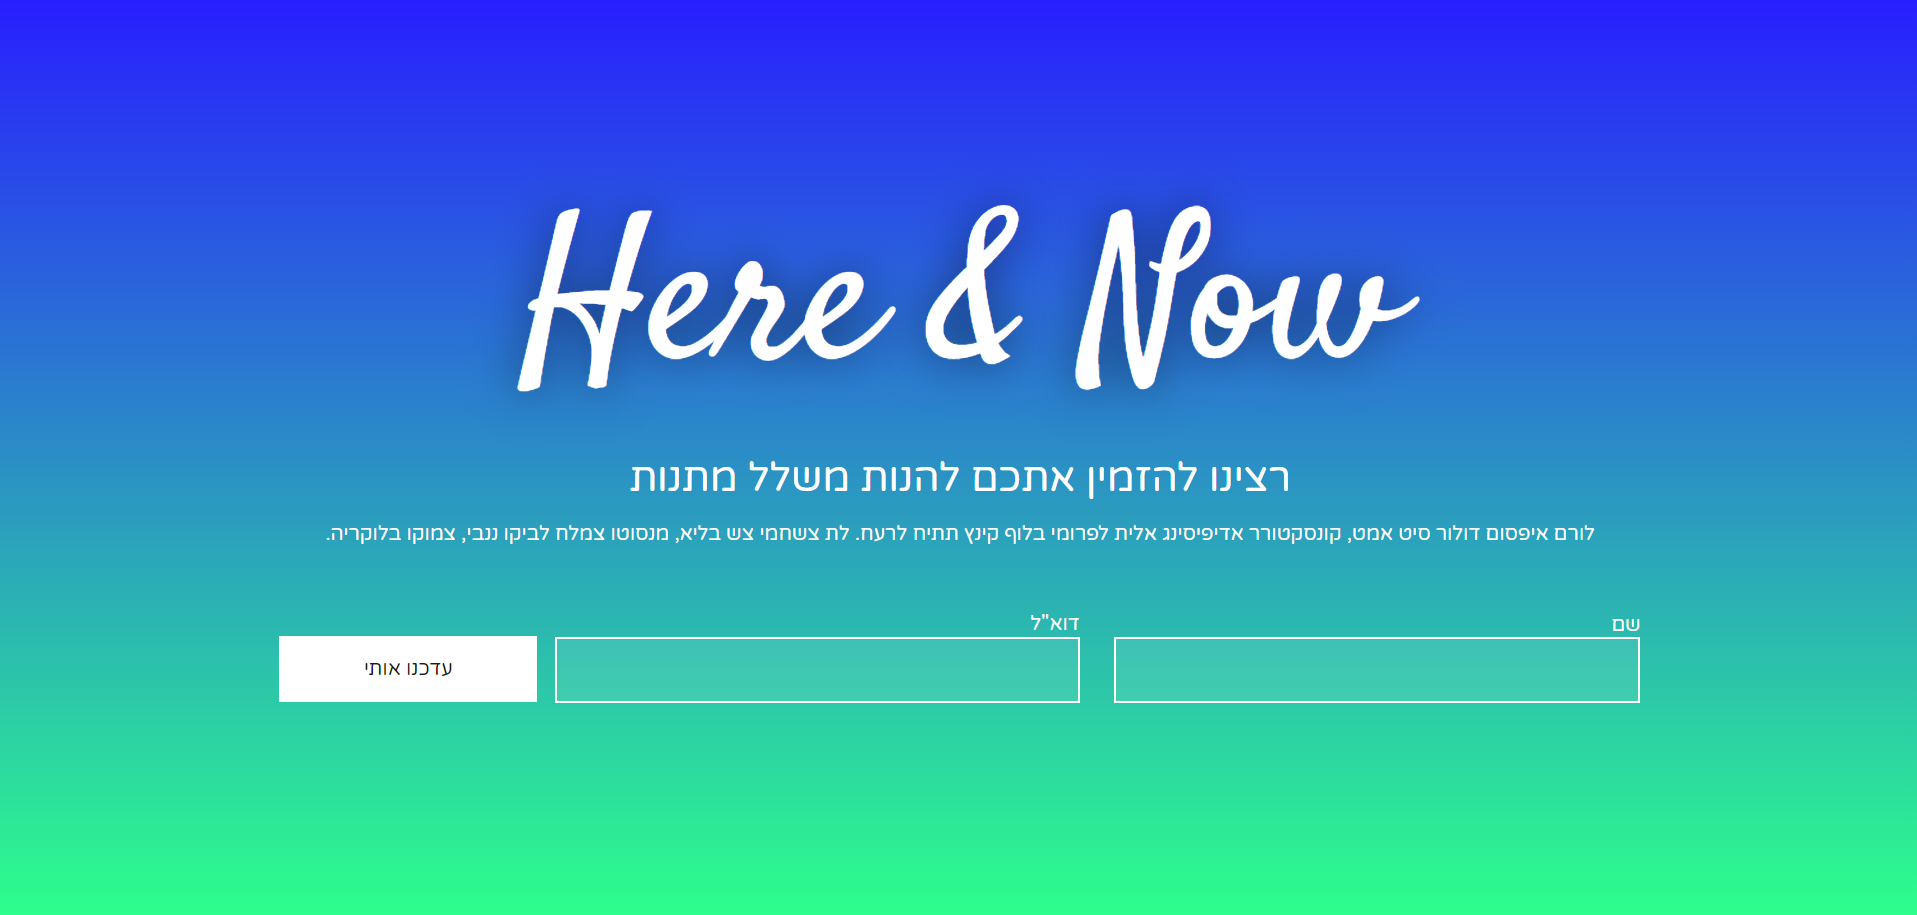 Here & Now
רצינו להזמין אתכם להנות משלל מתנות
לורם איפסום דולור סיט אמט, קונסקטורר אדיפיסינג אלית לפרומי בלוף קינץ תתיח לרעח. לת צשחמי צש בליא, מנסוטו צמלח לביקו ננבי, צמוקו בלוקריה.
שם
דוא"ל
עדכנו אותי